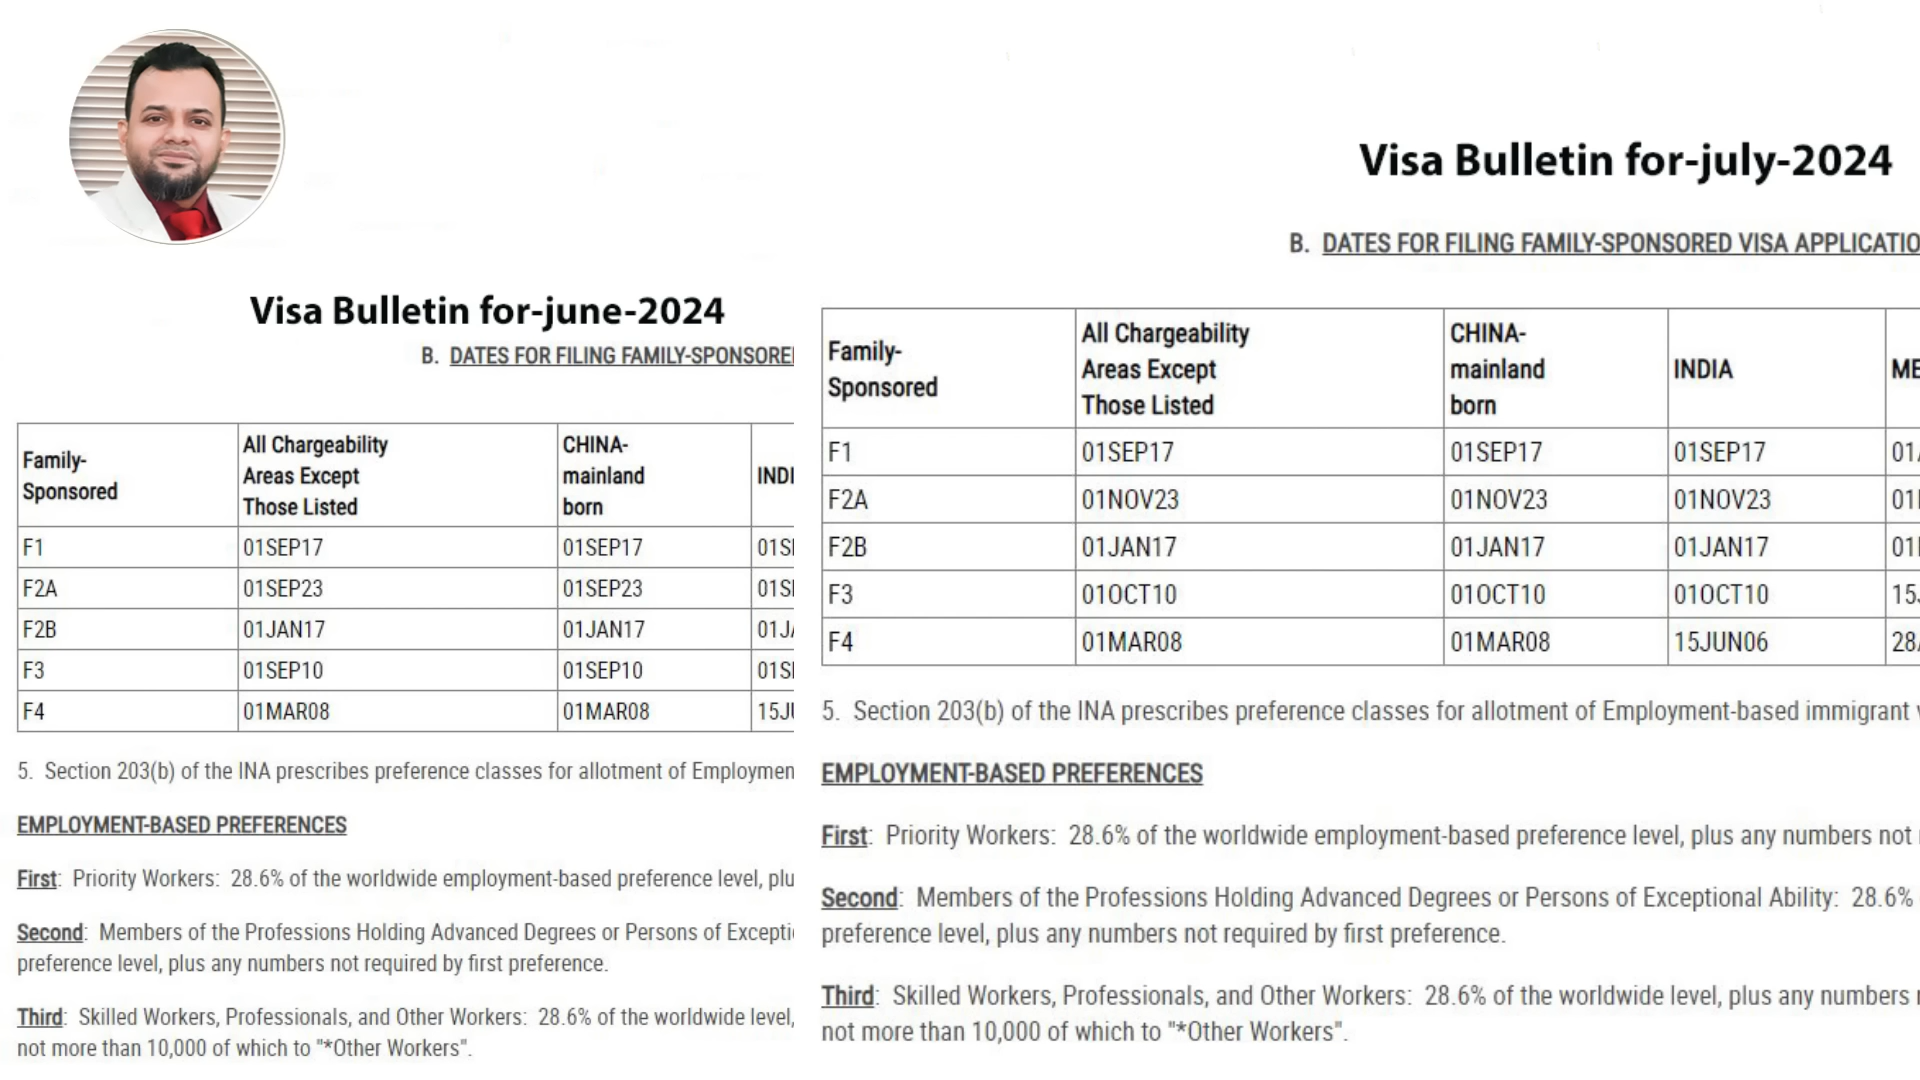 Visa Bulletin for-june-2024
B. DATES FOR FILING FAMILY-SPONSORE
Family-
Sponsored
All Chargeability
Areas Except
Those Listed
CHINA-
mainland
born
INDI
F1 01SEP17 01SEP17 01S
F2A 01SEP23 01SEP23 01S
F2B 01JAN17 01JAN17 01J
F3 01SEP10 01SEP10 01S
F4 01MAR08 01MAR08 15JU
5. Section 203(b) of the INA prescribes preference classes for allotment of Employmen
EMPLOYMENT-BASED PREFERENCES
First: Priority Workers: 28.6% of the worldwide employment-based preference level, plu
Second: Members of the Professions Holding Advanced Degrees or Persons of Excepti
preference level, plus any numbers not required by first preference.
Third: Skilled Workers, Professionals, and Other Workers: 28.6% of the worldwide level,
not more than 10,000 of which to "*Other Workers".
Visa Bulletin for-july-2024
B. DATES FOR FILING FAMILY-SPONSORED VISA APPLICATIO
Family-
Sponsored
All Chargeability
Areas Except
Those Listed
CHINA-
mainland
born
INDIA
ME
F1 01SEP17 01SEP17 01SEP17 01
F2A 01NOV23 01NOV23 01NOV23 01
F2B 01JAN17 01JAN17 01JAN17 01
F3 01OCT10 01OCT10 01OCT10 15
F4 01MAR08 01MAR08 15JUN06 28
5. Section 203(b) of the INA prescribes preference classes for allotment of Employment-based immigrant
EMPLOYMENT-BASED PREFERENCES
First: Priority Workers: 28.6% of the worldwide employment-based preference level, plus any numbers not
Second: Members of the Professions Holding Advanced Degrees or Persons of Exceptional Ability: 28.6%
preference level, plus any numbers not required by first preference.
Third: Skilled Workers, Professionals, and Other Workers: 28.6% of the worldwide level, plus any numbers
not more than 10,000 of which to "*Other Workers".